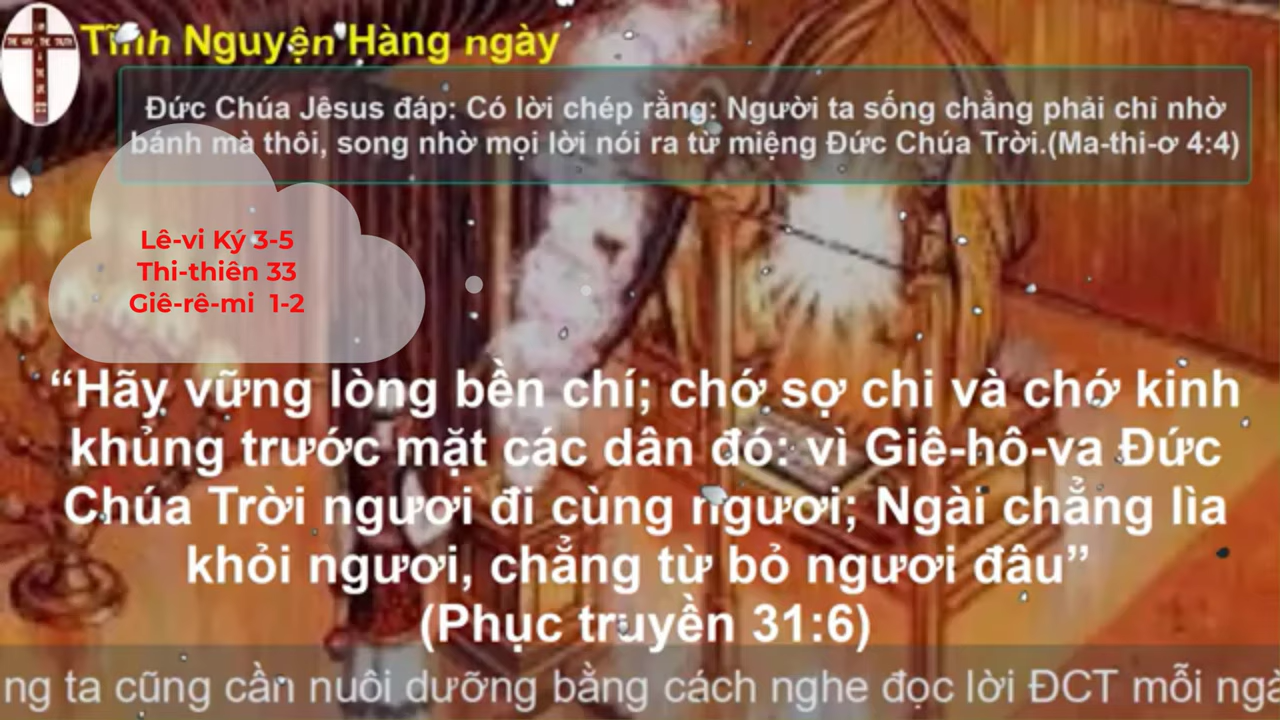 THE WAY THE TRUTH
Tĩnh Nguyện Hàng ngày
Đức Chúa Jêsus đáp: Có lời chép rằng: Người ta sống chẳng phải chỉ nhờ
bánh mà thôi, song nhờ mọi lời nói ra từ miệng Đức Chúa Trời.(Ma-thi-ơ 4:4)
Lê-vi Ký 3-5
Thi-thiên 33
Giê-rê-mi 1-2
“Hãy vững lòng bền chí; chớ sợ chi và chớ kinh
khủng trước mặt các dân đó: vì Giê-hô-va Đức
Chúa Trời ngươi đi cùng ngươi; Ngài chẳng lìa
khỏi ngươi, chẳng từ bỏ ngươi đâu”
(Phục truyền 31:6)
ng ta cũng cần nuôi dưỡng bằng cách nghe đọc lời ĐCT mỗi ngà